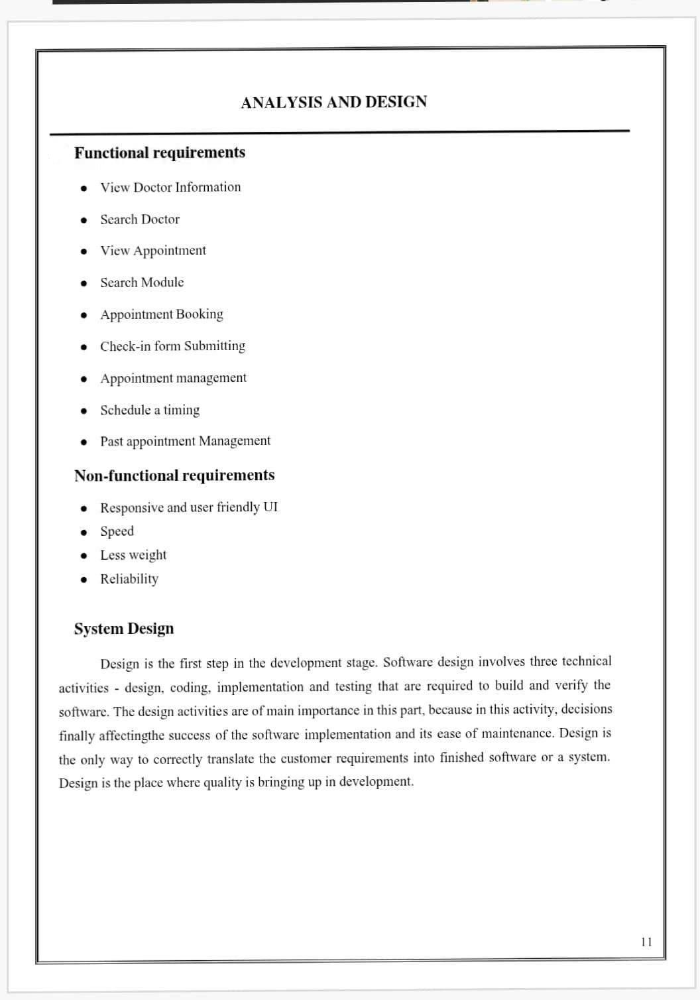 ANALYSIS AND DESIGN
Functional requirements
● View Doctor Information
● Search Doctor
● View Appointment
● Search Module
● Appointment Booking
● Check-in form Submitting
● Appointment management
● Schedule a timing
● Past appointment Management
Non-functional requirements
● Responsive and user friendly UI
● Speed
● Less weight
● Reliability
System Design
Design is the first step in the development stage. Software design involves three technical
activities - design, coding, implementation and testing that are required to build and verify the
software. The design activities are of main importance in this part, because in this activity, decisions
finally affectingthe success of the software implementation and its ease of maintenance. Design is
the only way to correctly translate the customer requirements into finished software or a system.
Design is the place where quality is bringing up in development.
11